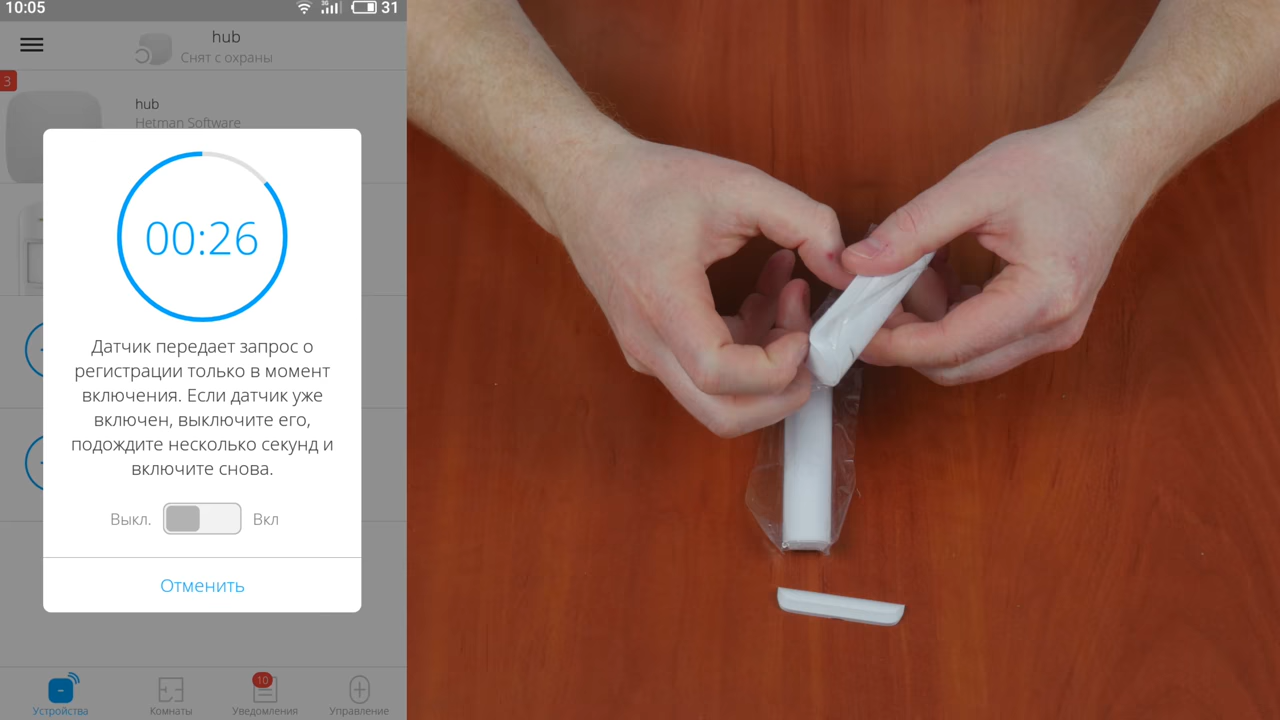 10:05
3G
31
hub
Снят с охраны
3
hub
Hetman Software
00:26
Датчик передает запрос о
регистрации только в момент
включения. Если датчик уже
включен, выключите его,
подождите несколько секунд и
включите снова.
Выкл.
Вкл
Отменить
10
Устройства
Комнаты
Уведомления
Управление